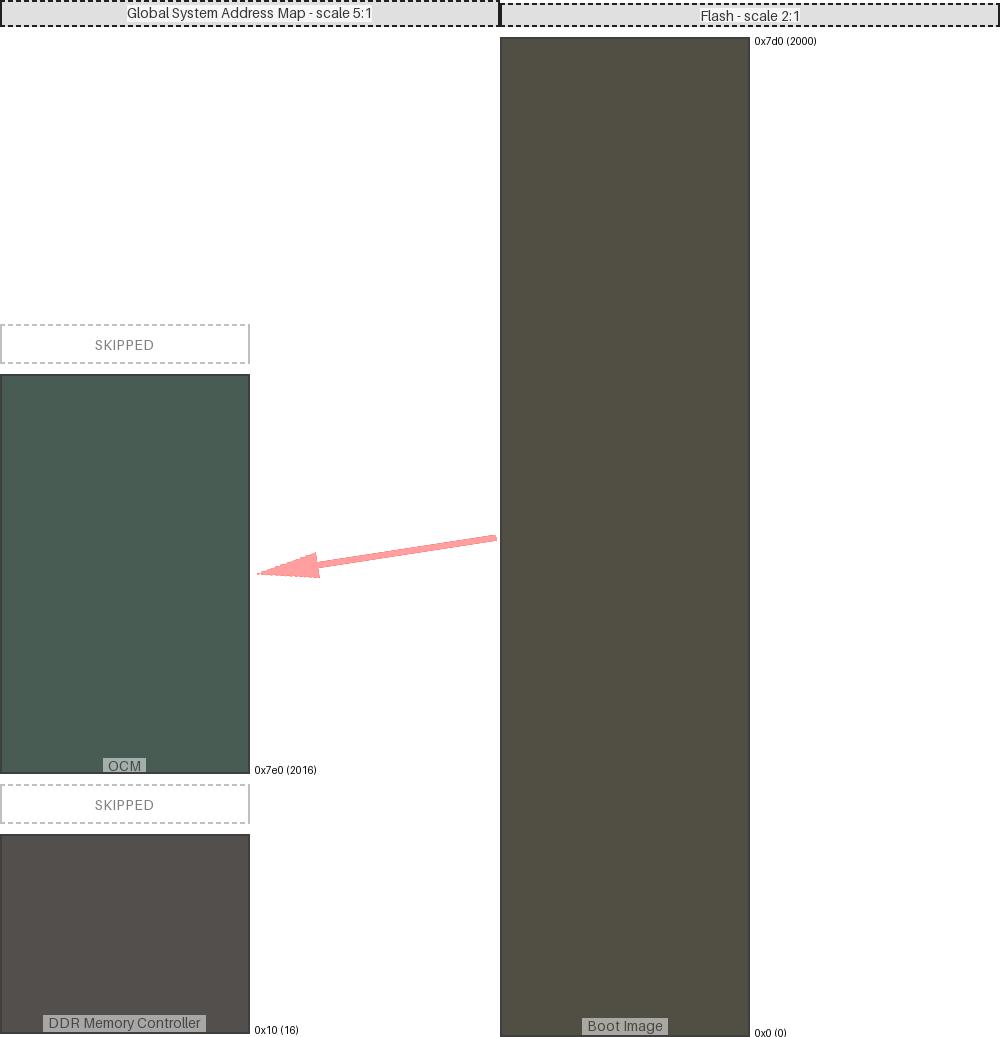 Global System Address Map - scale 5:1
Flash - scale 2:1
0x7d0 (2000)
SKIPPED
OCM
0x7e0 (2016)
SKIPPED
DDR Memory Controller
0x10 (16)
Boot Image
0x0 (0)